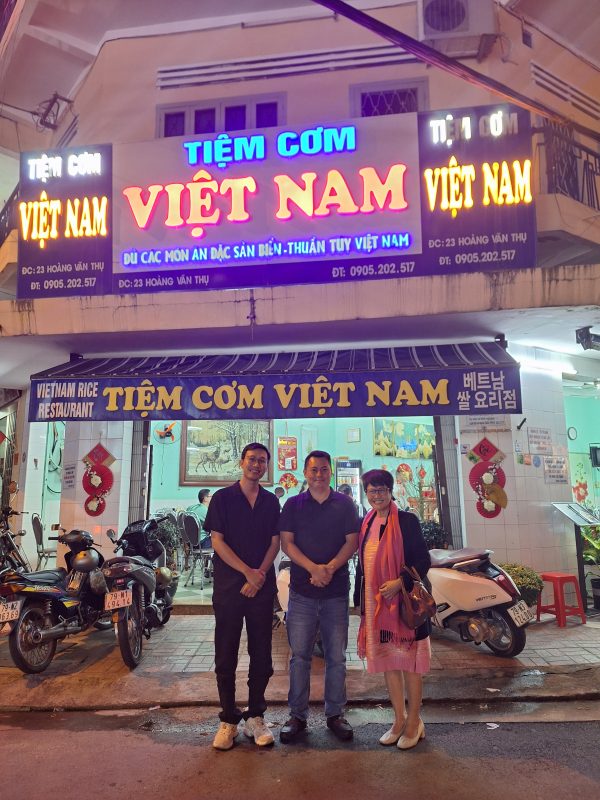 TIỆM CƠM
VIỆT NAM
ĐC: 23 HOÀNG VĂN THỤ
ĐT: 0905.202.517
TIỆM CƠM
VIỆT NAM
ĐỦ CÁC MÓN ĂN ĐẶC SẢN BIỂN-THUẦN TÚY VIỆT NAM
ĐC: 23 HOÀNG VĂN THỤ
ĐT: 0905.202.517
TIỆM CƠM
VIỆT NAM
ĐC: 23 HOÀNG VĂN THỤ
ĐT: 0905.202.517
VIETNAM RICE
RESTAURANT
TIỆM CƠM VIỆT NAM
베트남
쌀 요리점